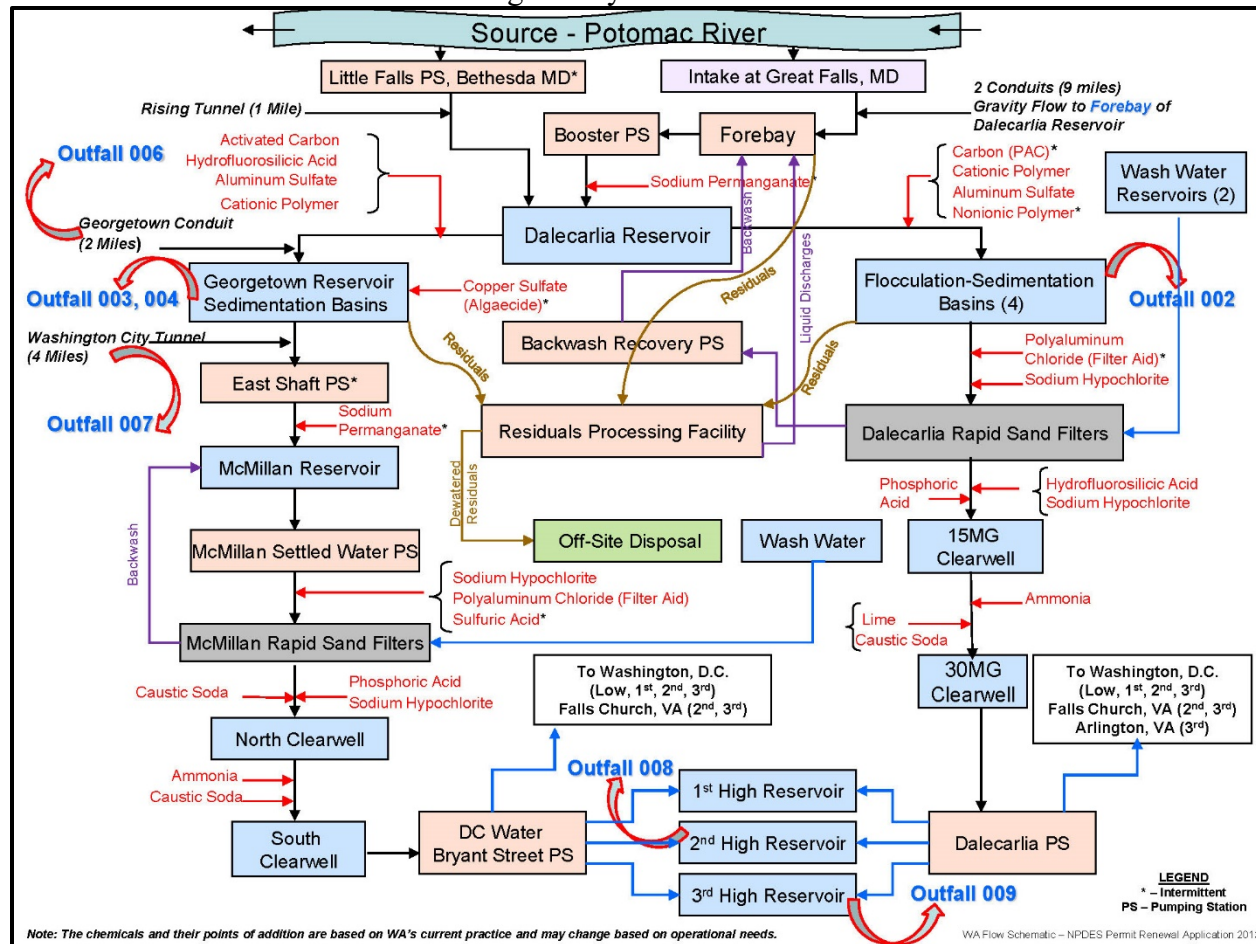 Source - Potomac River
Little Falls PS, Bethesda MD*
Intake at Great Falls, MD
Rising Tunnel (1 Mile)
2 Conduits (9 miles)
Gravity Flow to Forebay of
Dalecarlia Reservoir
Booster PS
Forebay
Outfall 006
Activated Carbon
Hydrofluorosilicic Acid
Aluminum Sulfate
Cationic Polymer
Sodium Permanganate*
Carbon (PAC)*
Cationic Polymer
Aluminum Sulfate
Nonionic Polymer*
Wash Water
Reservoirs (2)
Georgetown Conduit
(2 Miles)
Dalecarlia Reservoir
Backwash
Residuals
Liquid Discharges
Outfall 003, 004
Georgetown Reservoir
Sedimentation Basins
Copper Sulfate
(Algaecide)*
Flocculation-Sedimentation
Basins (4)
Outfall 002
Washington City Tunnel
(4 Miles)
Residuals
Backwash Recovery PS
Residuals
Polyaluminum
Chloride (Filter Aid)*
Sodium Hypochlorite
East Shaft PS*
Outfall 007
Sodium
Permanganate*
Residuals Processing Facility
Dalecarlia Rapid Sand Filters
McMillan Reservoir
Dewatered
Residuals
Phosphoric
Acid
Hydrofluorosilicic Acid
Sodium Hypochlorite
Backwash
McMillan Settled Water PS
Off-Site Disposal
Wash Water
15MG
Clearwell
Sodium Hypochlorite
Polyaluminum Chloride (Filter Aid)
Sulfuric Acid*
Ammonia
Lime
Caustic Soda
McMillan Rapid Sand Filters
To Washington, D.C.
(Low, 1st, 2nd, 3rd)
Falls Church, VA (2nd, 3rd)
30MG
Clearwell
To Washington, D.C.
(Low, 1st, 2nd, 3rd)
Falls Church, VA (2nd, 3rd)
Arlington, VA (3rd)
Caustic Soda
Phosphoric Acid
Sodium Hypochlorite
North Clearwell
Outfall 008
Ammonia
Caustic Soda
1st High Reservoir
South
Clearwell
DC Water
Bryant Street PS
2nd High Reservoir
Dalecarlia PS
3rd High Reservoir
Outfall 009
LEGEND
* – Intermittent
PS – Pumping Station
Note: The chemicals and their points of addition are based on WA's current practice and may change based on operational needs.
WA Flow Schematic – NPDES Permit Renewal Application